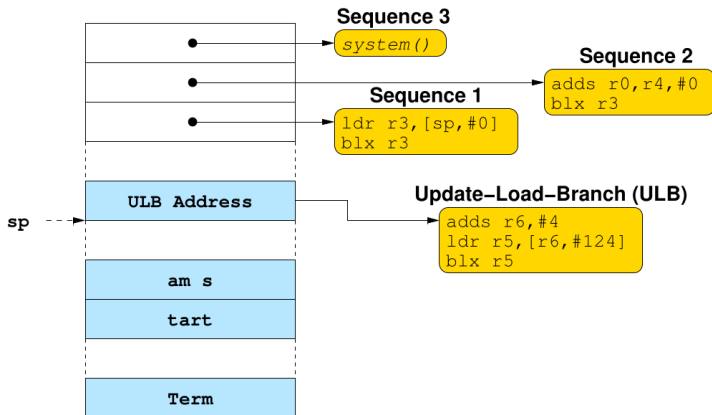 Sequence 3
system()
Sequence 2
adds r0,r4,#0
blx r3
Sequence 1
ldr r3,[sp,#0]
blx r3
ULB Address
Update-Load-Branch (ULB)
sp
adds r6,#4
ldr r5,[r6,#124]
blx r5
am s
tart
Term